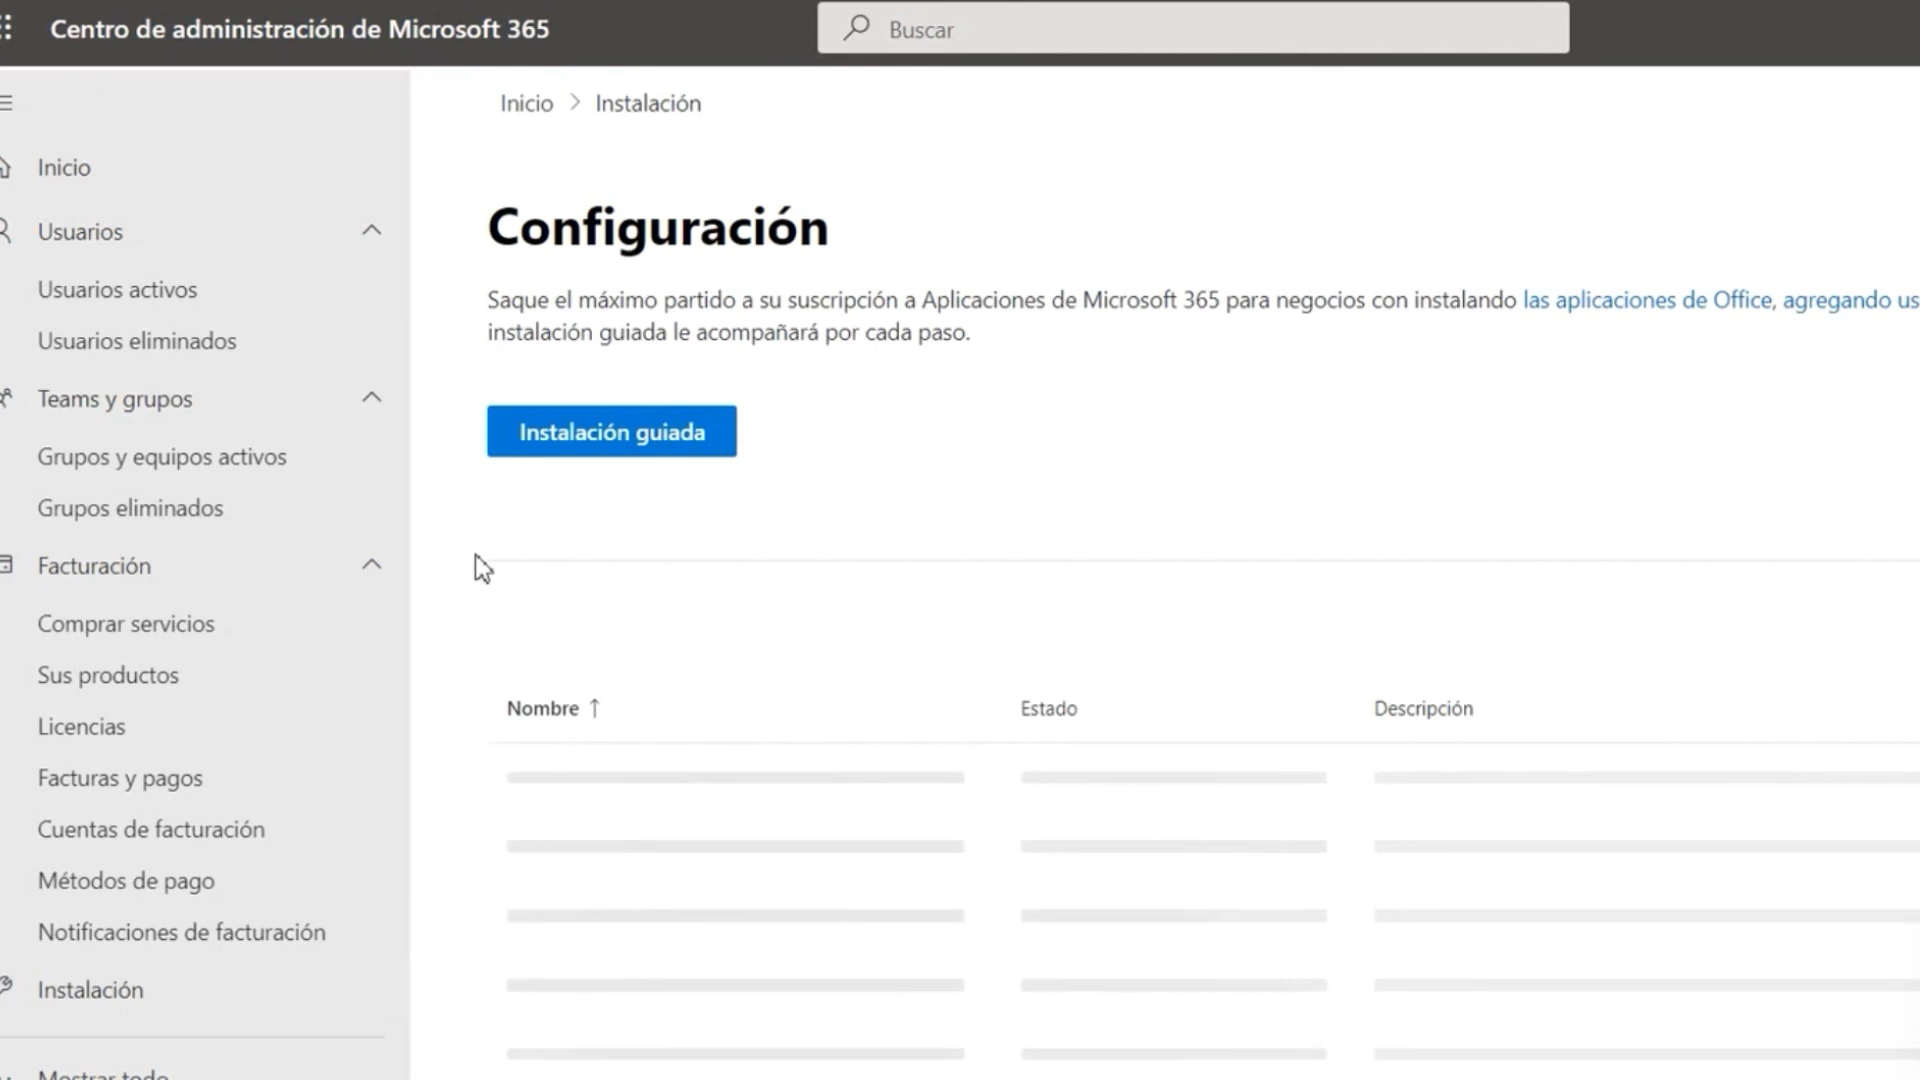 Centro de administración de Microsoft 365
Buscar
Inicio
Usuarios
Usuarios activos
Usuarios eliminados
Teams y grupos
Grupos y equipos activos
Grupos eliminados
Facturación
Comprar servicios
Sus productos
Licencias
Facturas y pagos
Cuentas de facturación
Métodos de pago
Notificaciones de facturación
Instalación
Mostrar todo
Inicio > Instalación
Configuración
Saque el máximo partido a su suscripción a Aplicaciones de Microsoft 365 para negocios con instalando las aplicaciones de Office, agregando us
instalación guiada le acompañará por cada paso.
Instalación guiada
Nombre ↑ Estado Descripción